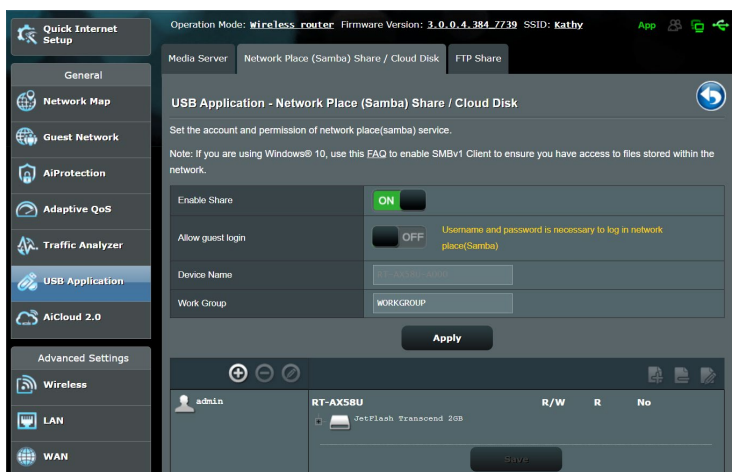 Quick Internet Setup
Operation Mode: Wireless router Firmware Version: 3.0.0.4.384_7739 SSID: Kathy
App
Media Server
Network Place (Samba) Share / Cloud Disk
FTP Share
General
Network Map
Guest Network
AiProtection
Adaptive QoS
Traffic Analyzer
USB Application
AiCloud 2.0
Advanced Settings
Wireless
LAN
WAN
USB Application - Network Place (Samba) Share / Cloud Disk
Set the account and permission of network place(samba) service.
Note: If you are using Windows® 10, use this FAQ to enable SMBv1 Client to ensure you have access to files stored within the
network.
Enable Share
ON
Allow guest login
OFF
Username and password is necessary to log in network
place(Samba)
Device Name
Work Group
WORKGROUP
Apply
admin
RT-AX58U
R/W
R
No
JetFlash Transcend 2GB
Save